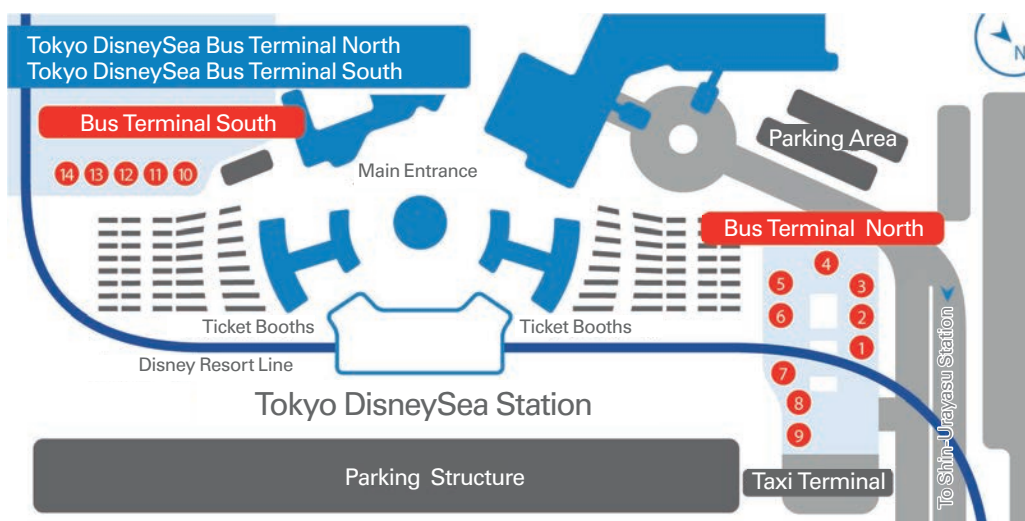 Tokyo DisneySea Bus Terminal North
Tokyo DisneySea Bus Terminal South
N
Bus Terminal South
Parking Area
14 13 12 11 10
Main Entrance
Bus Terminal North
4
5
3
6
2
1
Ticket Booths
Ticket Booths
Disney Resort Line
7
8
9
Tokyo DisneySea Station
To Shin-Urayasu Station
Parking Structure
Taxi Terminal